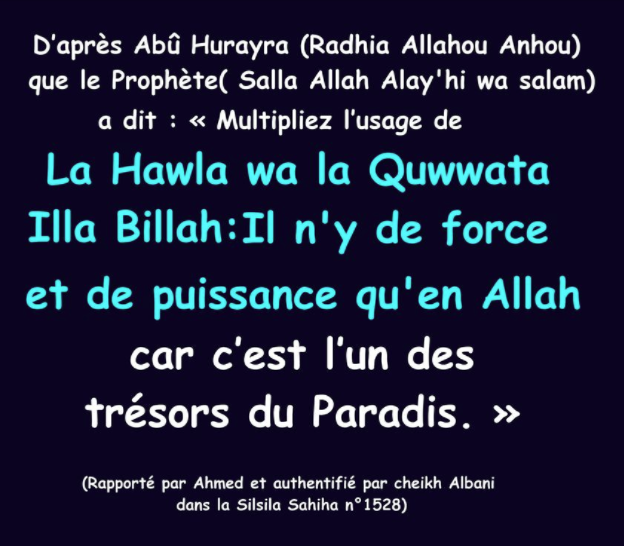 D'après Abû Hurayra (Radhia Allahou Anhou)
que le Prophète( Salla Allah Alay'hi wa salam)
a dit : « Multipliez l'usage de
La Hawla wa la Quwwata
Illa Billah:Il n'y de force
et de puissance qu'en Allah
car c'est l'un des
trésors du Paradis. »
(Rapporté par Ahmed et authentifié par cheikh Albani
dans la Silsila Sahiha n°1528)